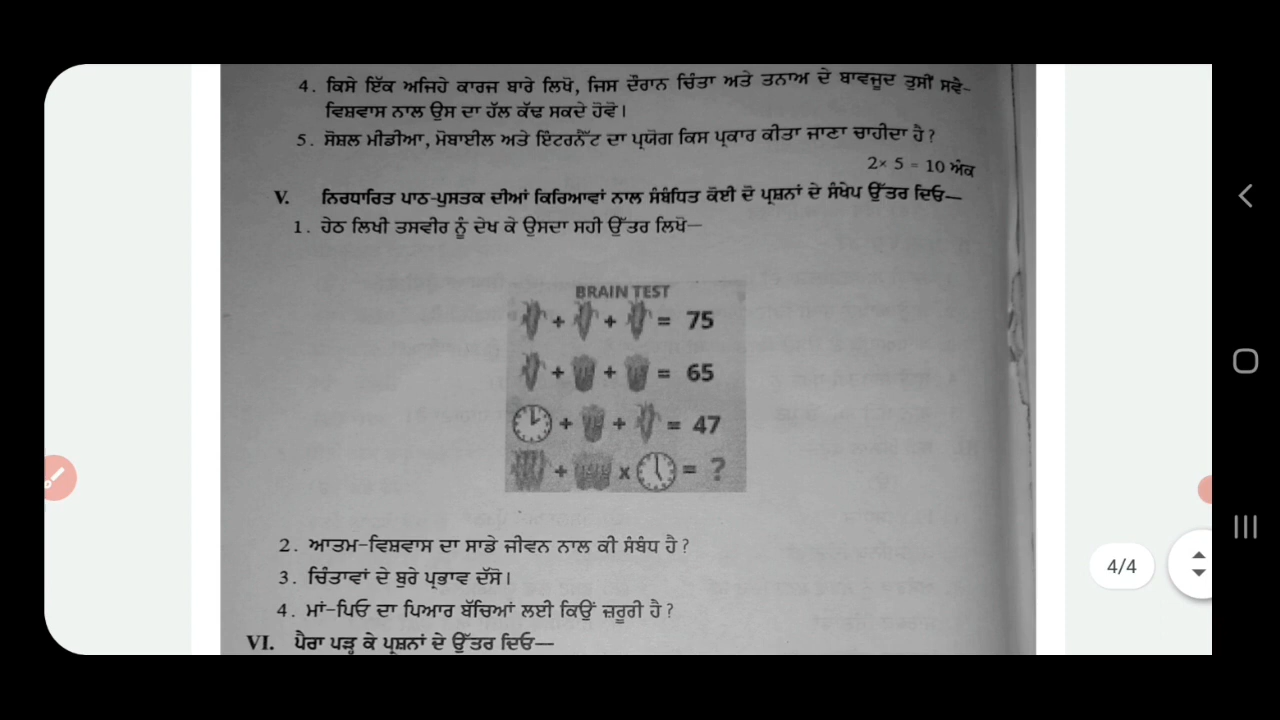 4. ਕਿਸੇ ਇੱਕ ਅਜਿਹੇ ਕਾਰਜ ਬਾਰੇ ਲਿਖੋ, ਜਿਸ ਦੌਰਾਨ ਚਿੰਤਾ ਅਤੇ ਤਨਾਅ ਦੇ ਬਾਵਜੂਦ ਤੁਸੀਂ ਸਵੈ-
ਵਿਸ਼ਵਾਸ ਨਾਲ ਉਸ ਦਾ ਹੱਲ ਕੱਢ ਸਕਦੇ ਹੋਵੋ।
5. ਸੋਸ਼ਲ ਮੀਡੀਆ, ਮੋਬਾਈਲ ਅਤੇ ਇੰਟਰਨੈੱਟ ਦਾ ਪ੍ਰਯੋਗ ਕਿਸ ਪ੍ਰਕਾਰ ਕੀਤਾ ਜਾਣਾ ਚਾਹੀਦਾ ਹੈ?
2× 5 = 10 ਅੰਕ
V. ਨਿਰਧਾਰਿਤ ਪਾਠ-ਪੁਸਤਕ ਦੀਆਂ ਕਿਰਿਆਵਾਂ ਨਾਲ ਸੰਬੰਧਿਤ ਕੋਈ ਦੋ ਪ੍ਰਸ਼ਨਾਂ ਦੇ ਸੰਖੇਪ ਉੱਤਰ ਦਿਓ—
1. ਹੇਠ ਲਿਖੀ ਤਸਵੀਰ ਨੂੰ ਦੇਖ ਕੇ ਉਸਦਾ ਸਹੀ ਉੱਤਰ ਲਿਖੋ—
BRAIN TEST
+ + = 75
+ + = 65
+ + = 47
+ x = ?
2. ਆਤਮ-ਵਿਸ਼ਵਾਸ ਦਾ ਸਾਡੇ ਜੀਵਨ ਨਾਲ ਕੀ ਸੰਬੰਧ ਹੈ?
3. ਚਿੰਤਾਵਾਂ ਦੇ ਬੁਰੇ ਪ੍ਰਭਾਵ ਦੱਸੋ।
4. ਮਾਂ-ਪਿਓ ਦਾ ਪਿਆਰ ਬੱਚਿਆਂ ਲਈ ਕਿਉਂ ਜ਼ਰੂਰੀ ਹੈ?
VI. ਪੈਰਾ ਪੜ੍ਹ ਕੇ ਪ੍ਰਸ਼ਨਾਂ ਦੇ ਉੱਤਰ ਦਿਓ—
4/4